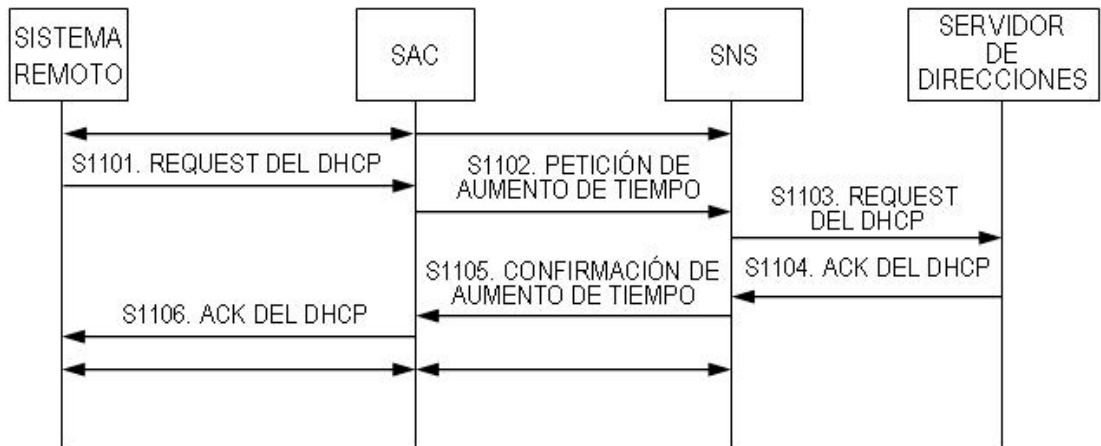 SISTEMA
REMOTO
SAC
SNS
SERVIDOR
DE
DIRECCIONES
S1101. REQUEST DEL DHCP
S1102. PETICIÓN DE
AUMENTO DE TIEMPO
S1103. REQUEST
DEL DHCP
S1104. ACK DEL DHCP
S1105. CONFIRMACIÓN DE
AUMENTO DE TIEMPO
S1106. ACK DEL DHCP